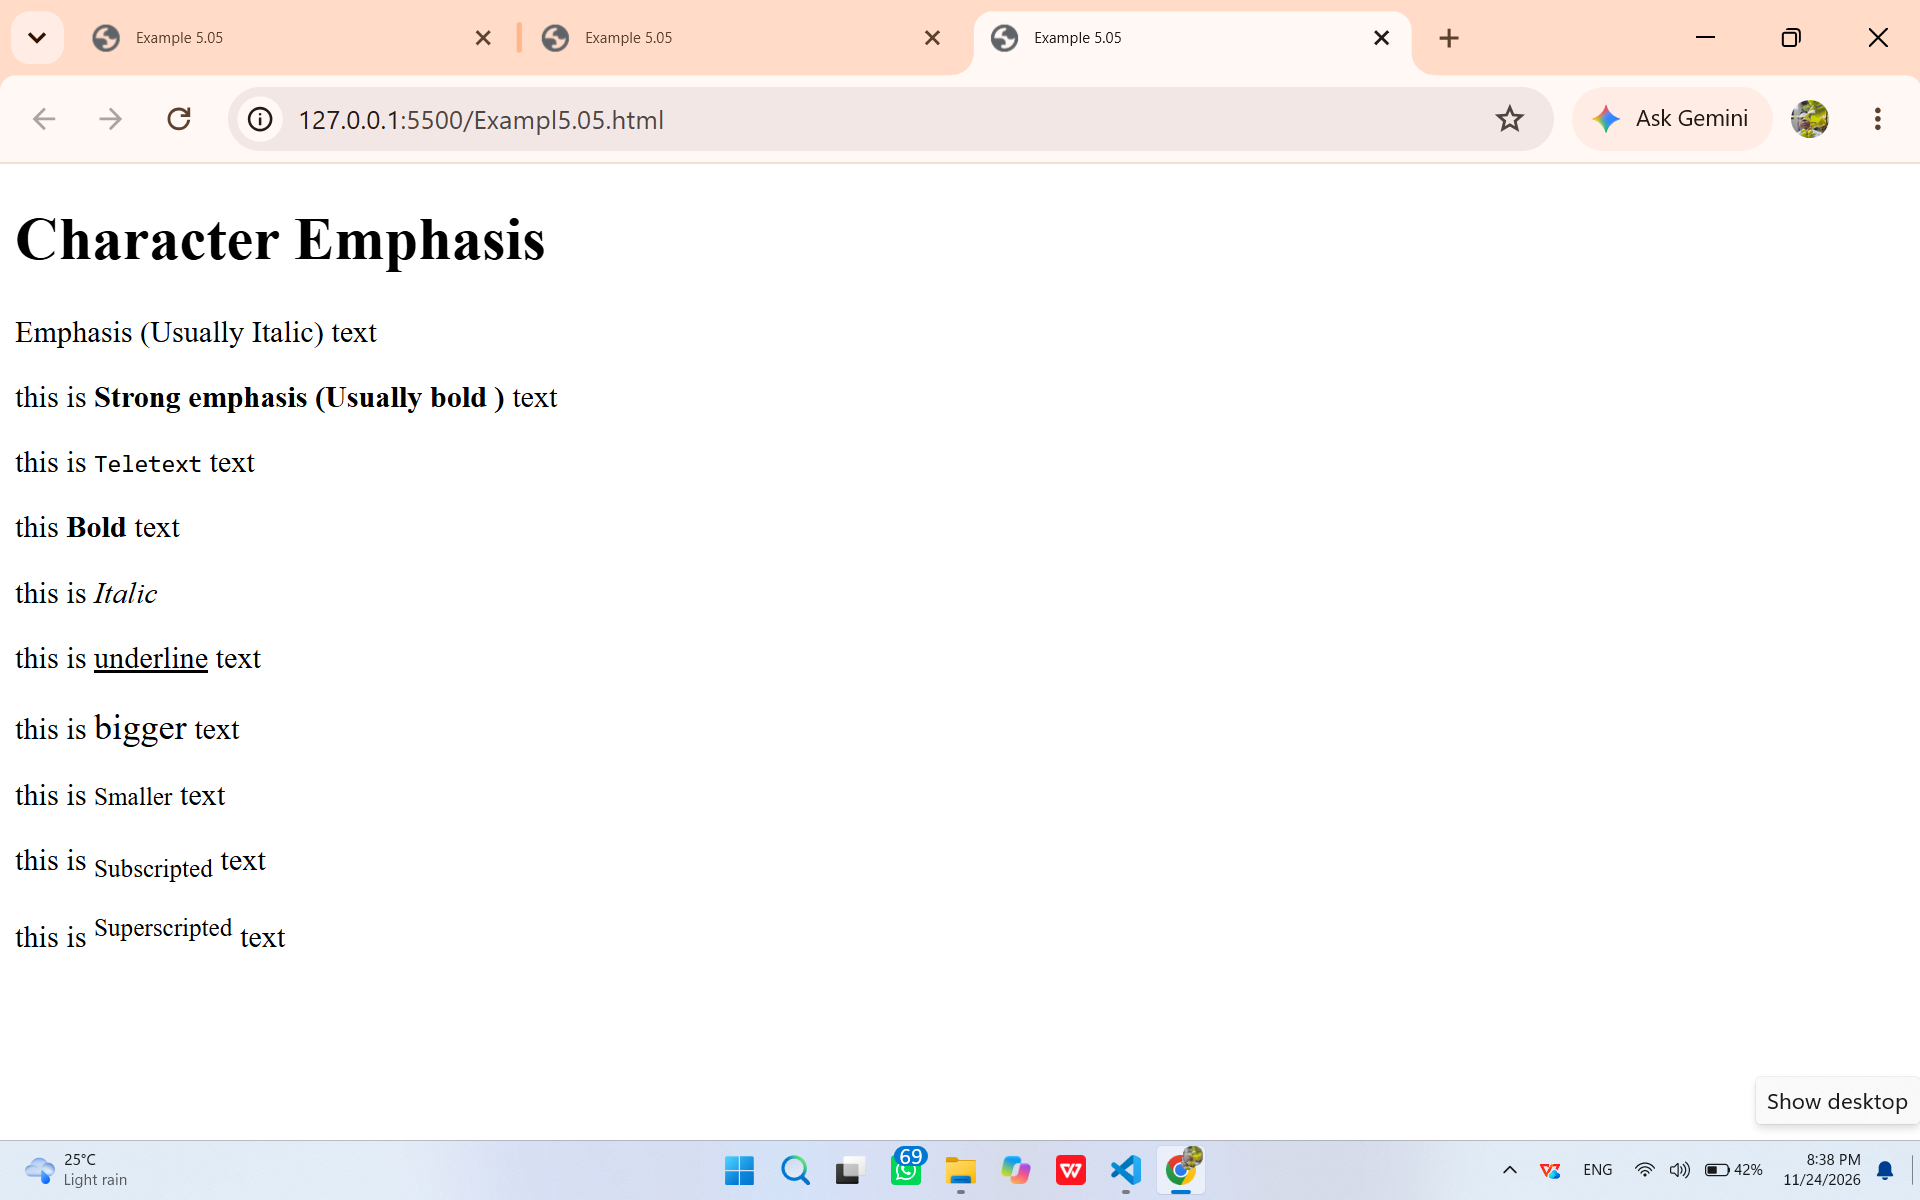 Example 5.05
Example 5.05
Example 5.05
127.0.0.1:5500/Exampl5.05.html
Ask Gemini
Character Emphasis
Emphasis (Usually Italic) text
this is Strong emphasis (Usually bold ) text
this is Teletext text
this Bold text
this is Italic
this is underline text
this is bigger text
this is Smaller text
this is Subscripted text
this is Superscripted text
Show desktop
25°C
Light rain
69
W
ENG
42%
8:38 PM
11/24/2026